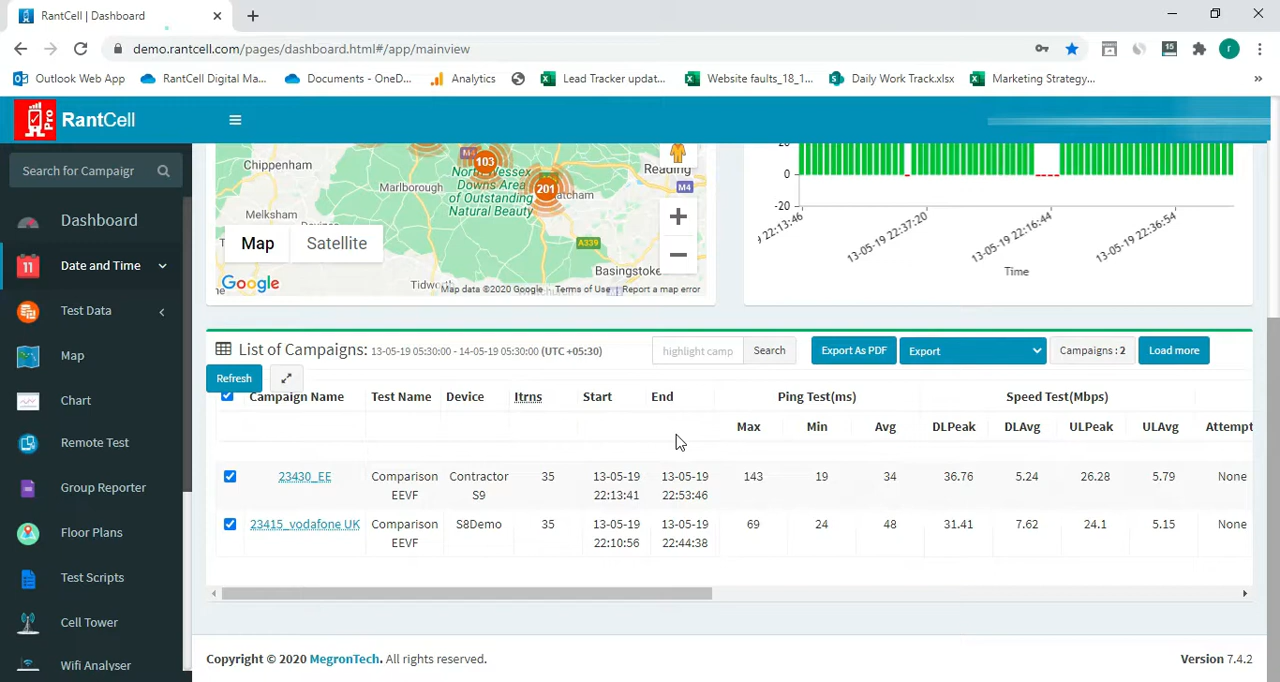 RantCell | Dashboard
demo.rantcell.com/pages/dashboard.html#/app/mainview
15
r
Outlook Web App
RantCell Digital Ma...
Documents - OneD...
Analytics
Lead Tracker updat...
Website faults_18_1...
Daily Work Track.xlsx
Marketing Strategy...
»
Pro
RantCell
Search for Campaigr
Dashboard
11
Date and Time
Test Data
Map
Chart
Remote Test
Group Reporter
Floor Plans
Test Scripts
Cell Tower
Wifi Analyser
Chippenham
M4
103
Reading
Marlborough
North Wessex
Downs Area
of Outstanding
Natural Beauty
201
atcham
M4
Melksham
Map
Satellite
A339
Basingstoke
Google
Tidwo
Map data ©2020 Google
Terms of Use
Report a map error
20
0
-20
22:13:46
13-05-19 22:37:20
13-05-19 22:16:44
13-05-19 22:36:54
Time
List of Campaigns: 13-05-19 05:30:00 - 14-05-19 05:30:00 (UTC +05:30)
highlight camp
Search
Export As PDF
Export
Campaigns : 2
Load more
Refresh
Campaign Name Test Name Device Itrns Start End Ping Test(ms) Speed Test(Mbps)
Max Min Avg DLPeak DLAvg ULPeak ULAvg Attempt
23430_EE Comparison EEVF Contractor S9 35 13-05-19 22:13:41 13-05-19 22:53:46 143 19 34 36.76 5.24 26.28 5.79 None
23415_vodafone UK Comparison EEVF S8Demo 35 13-05-19 22:10:56 13-05-19 22:44:38 69 24 48 31.41 7.62 24.1 5.15 None
Copyright © 2020 MegronTech. All rights reserved.
Version 7.4.2